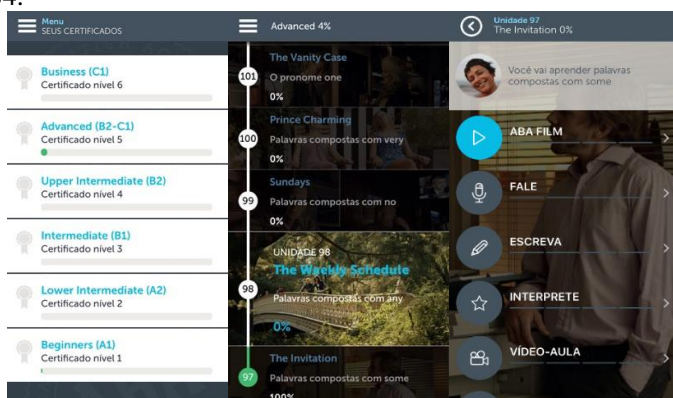 Menu
SEUS CERTIFICADOS
Business (C1)
Certificado nível 6
Advanced (B2-C1)
Certificado nível 5
Upper Intermediate (B2)
Certificado nível 4
Intermediate (B1)
Certificado nível 3
Lower Intermediate (A2)
Certificado nível 2
Beginners (A1)
Certificado nível 1
Advanced 4%
The Vanity Case
101
O pronome one
0%
Prince Charming
100
Palavras compostas com very
0%
Sundays
99
Palavras compostas com no
0%
UNIDADE 98
The Weekly Schedule
98
Palavras compostas com any
0%
The Invitation
97
Palavras compostas com some
100%
Unidade 97
The Invitation 0%
Você vai aprender palavras
compostas com some
ABA FILM
FALE
ESCREVA
INTERPRETE
VÍDEO-AULA